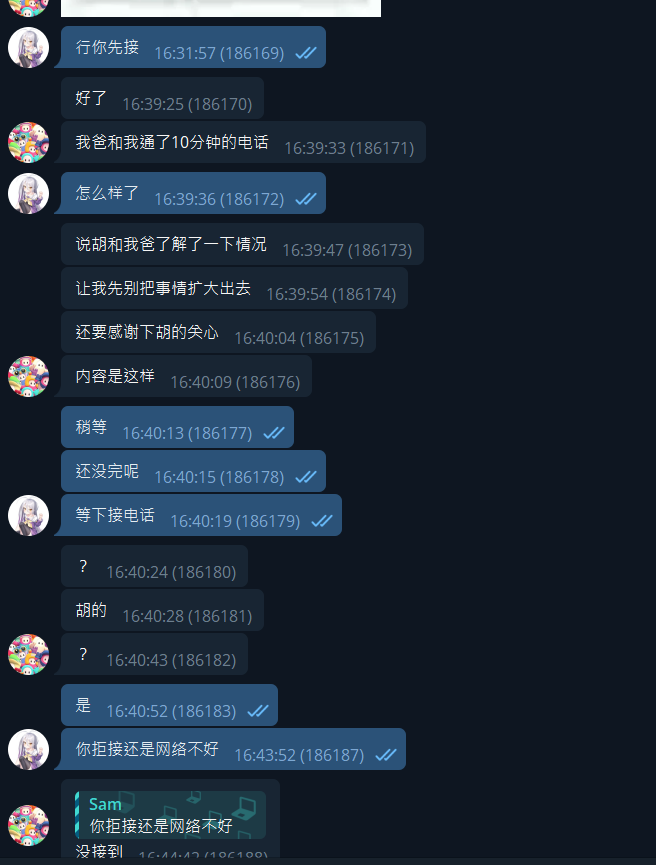 行你先接 16:31:57 (186169)
好了 16:39:25 (186170)
我爸和我通了10分钟的电话 16:39:33 (186171)
怎么样了 16:39:36 (186172)
说胡和我爸了解了一下情况 16:39:47 (186173)
让我先别把事情扩大出去 16:39:54 (186174)
还要感谢下胡的关心 16:40:04 (186175)
内容是这样 16:40:09 (186176)
稍等 16:40:13 (186177)
还没完呢 16:40:15 (186178)
等下接电话 16:40:19 (186179)
？ 16:40:24 (186180)
胡的 16:40:28 (186181)
？ 16:40:43 (186182)
是 16:40:52 (186183)
你拒接还是网络不好 16:43:52 (186187)
Sam
你拒接还是网络不好
没接到 16:44:42 (186188)